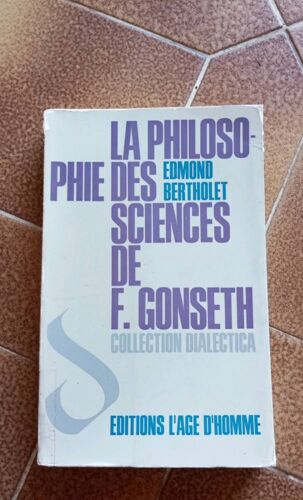 LA PHILOSO-
PHIE DES EDMOND
BERTHOLET
SCIENCES
DE
F. GONSETH
COLLECTION DIALECTICA
EDITIONS L'AGE D'HOMME